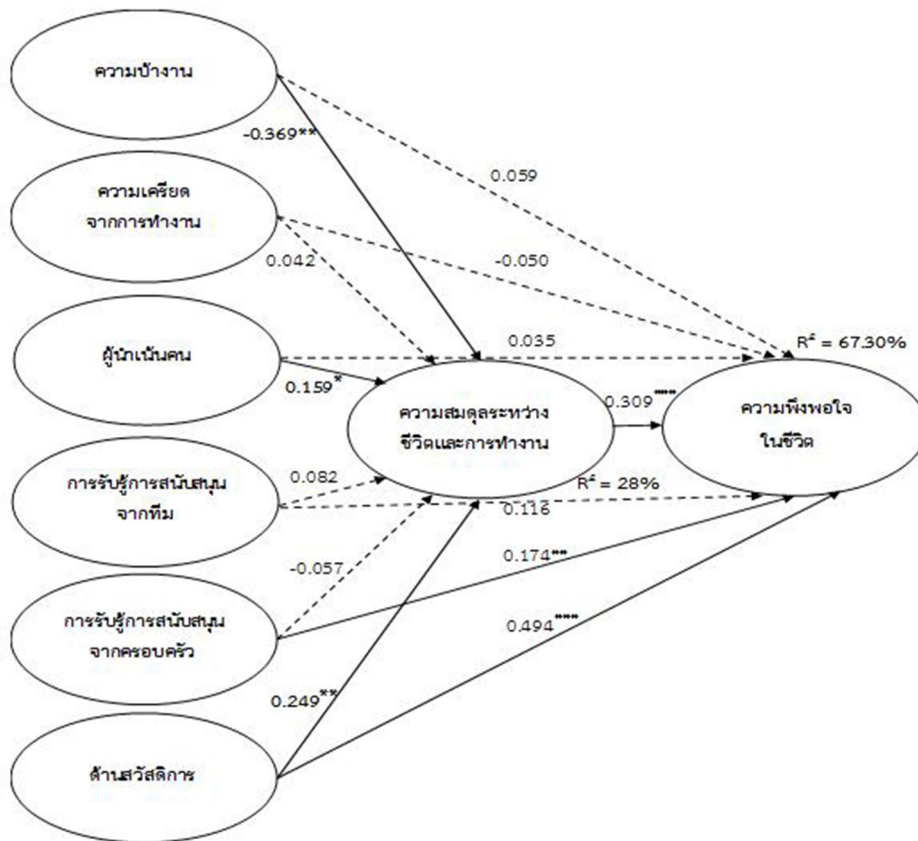 ความบ้างาน
-0.369**
0.059
ความเครียด
จากการทำงาน
0.042
-0.050
ผู้นำเน้นคน
0.035
R² = 67.30%
0.159*
ความสมดุลระหว่าง
ชีวิตและการทำงาน
0.309***
ความพึงพอใจ
ในชีวิต
การรับรู้การสนับสนุน
จากทีม
0.082
R² = 28%
0.116
-0.057
0.174**
การรับรู้การสนับสนุน
จากครอบครัว
0.494***
0.249**
ด้านสวัสดิการ